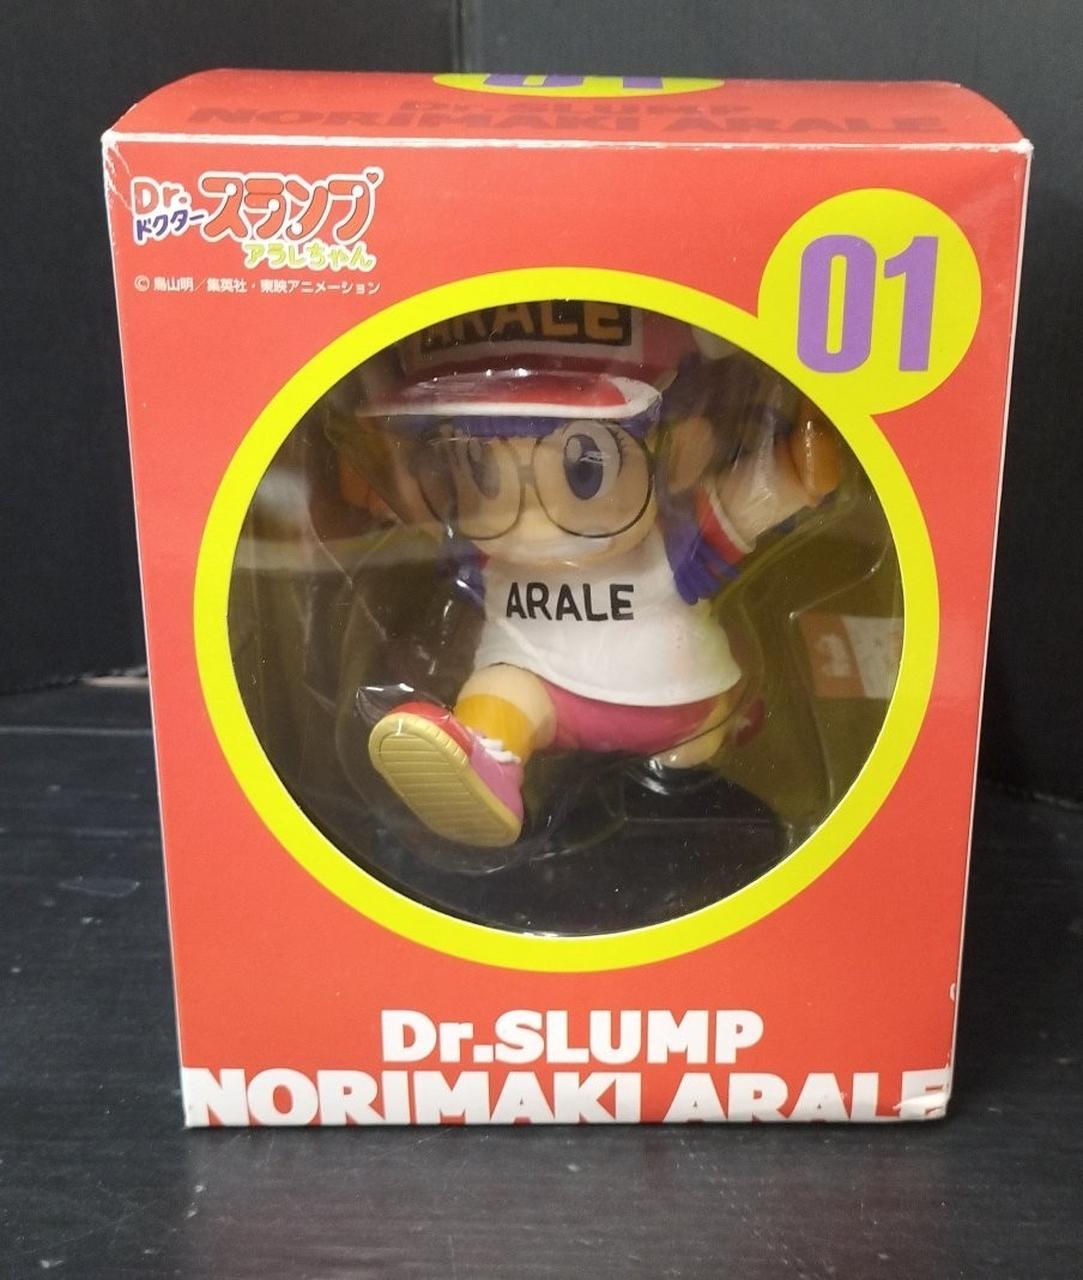 01
Dr.SLUMP
NORIMAKI ARALE
Dr.スランプ
ドクター
アラレちゃん
© 鳥山明／集英社・東映アニメーション
01
ARALE
ARALE
Dr.SLUMP
NORIMAKI ARALE